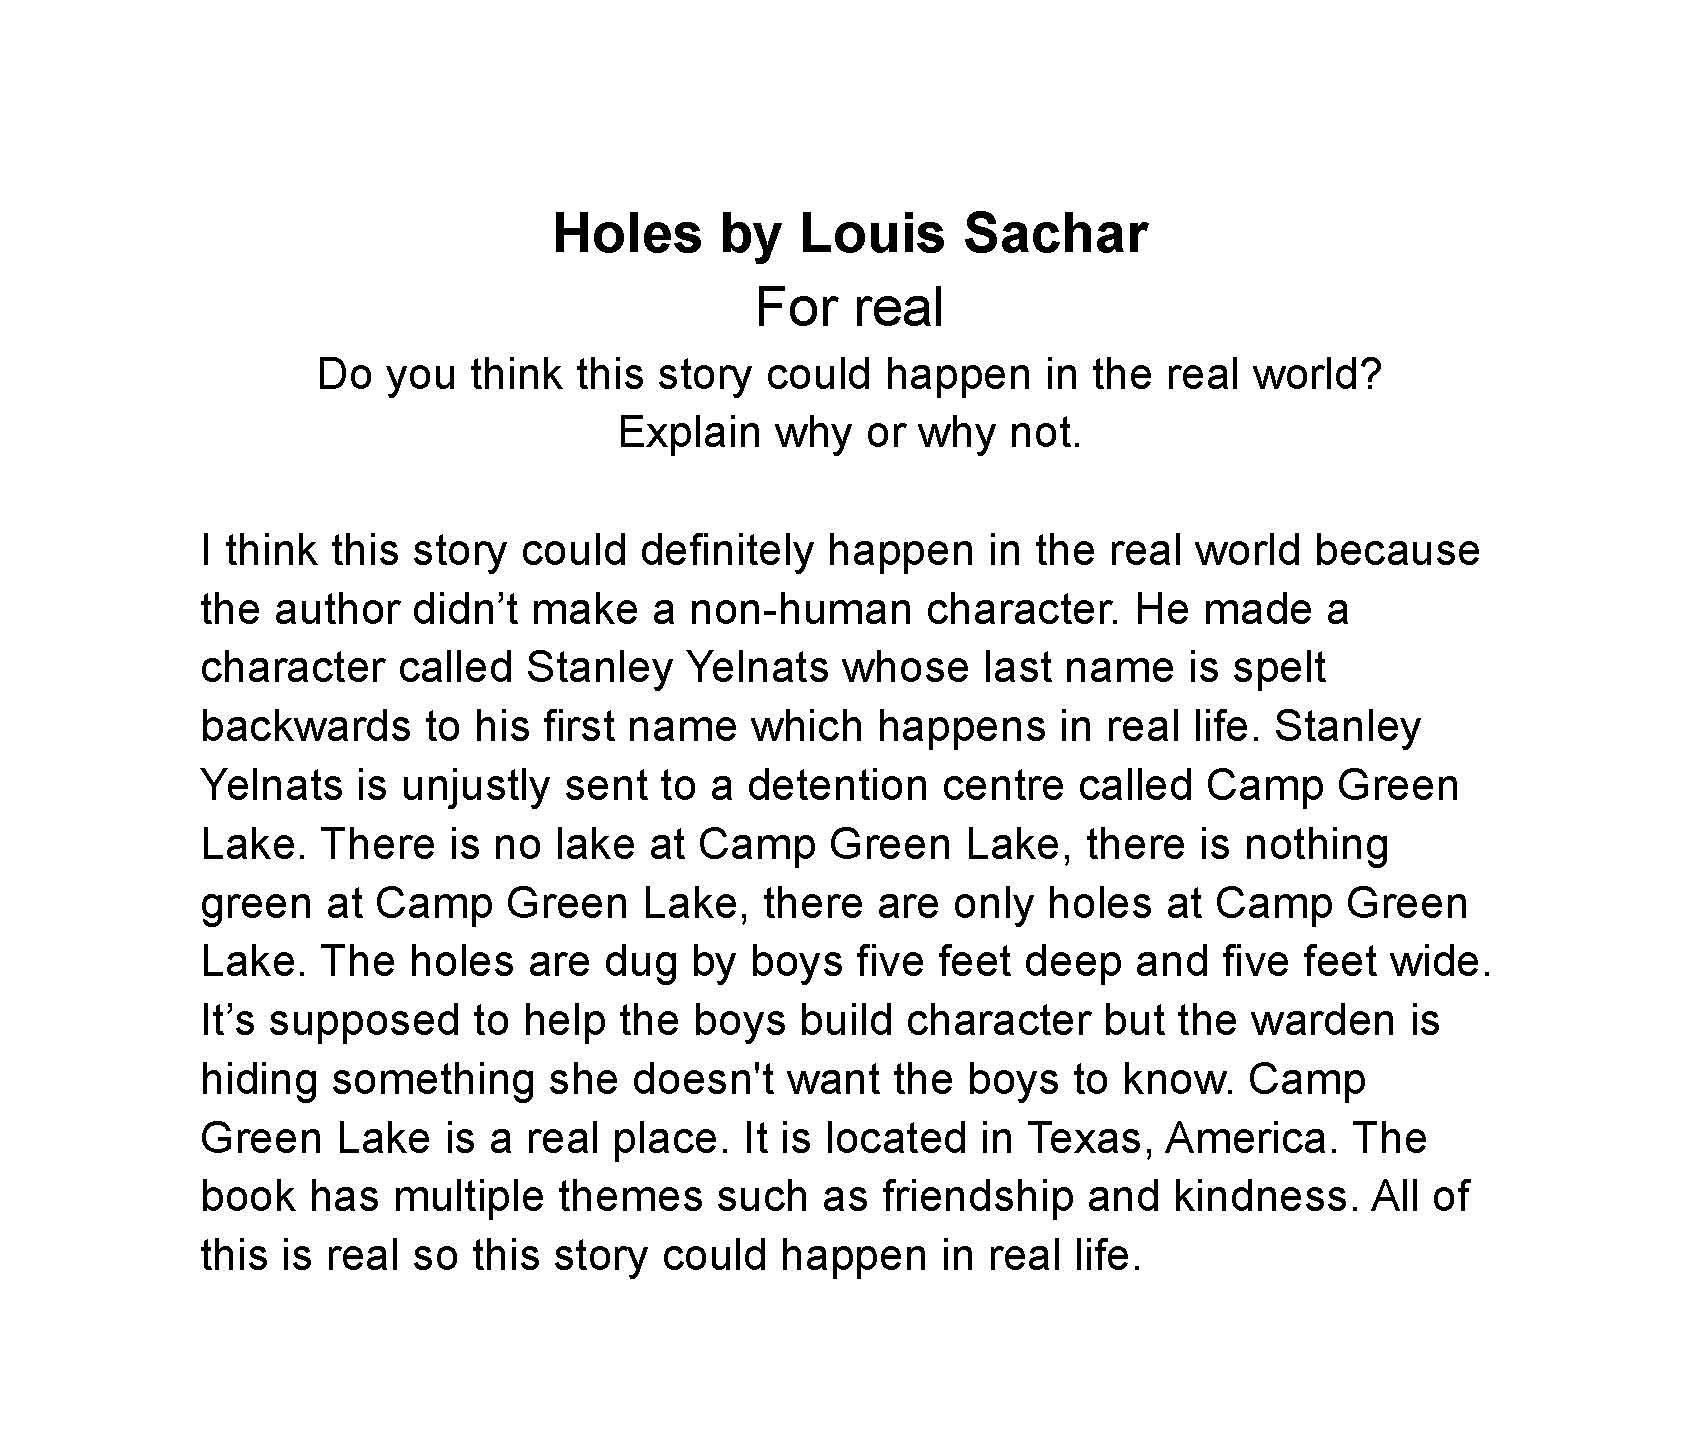 Holes by Louis Sachar
For real
Do you think this story could happen in the real world?
Explain why or why not.
I think this story could definitely happen in the real world because
the author didn’t make a non-human character. He made a
character called Stanley Yelnats whose last name is spelt
backwards to his first name which happens in real life. Stanley
Yelnats is unjustly sent to a detention centre called Camp Green
Lake. There is no lake at Camp Green Lake, there is nothing
green at Camp Green Lake, there are only holes at Camp Green
Lake. The holes are dug by boys five feet deep and five feet wide.
It’s supposed to help the boys build character but the warden is
hiding something she doesn't want the boys to know. Camp
Green Lake is a real place. It is located in Texas, America. The
book has multiple themes such as friendship and kindness. All of
this is real so this story could happen in real life.